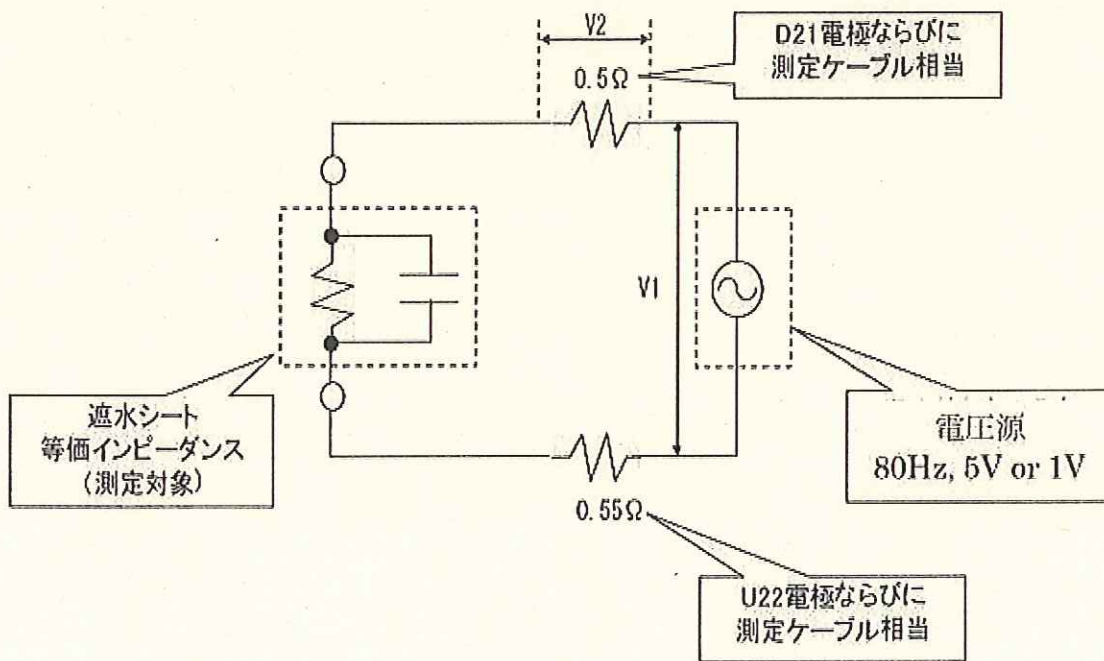 V2
D21電極ならびに
測定ケーブル相当
0.5Ω
V1
遮水シート
等価インピーダンス
(測定対象)
電圧源
80Hz, 5V or 1V
0.55Ω
U22電極ならびに
測定ケーブル相当